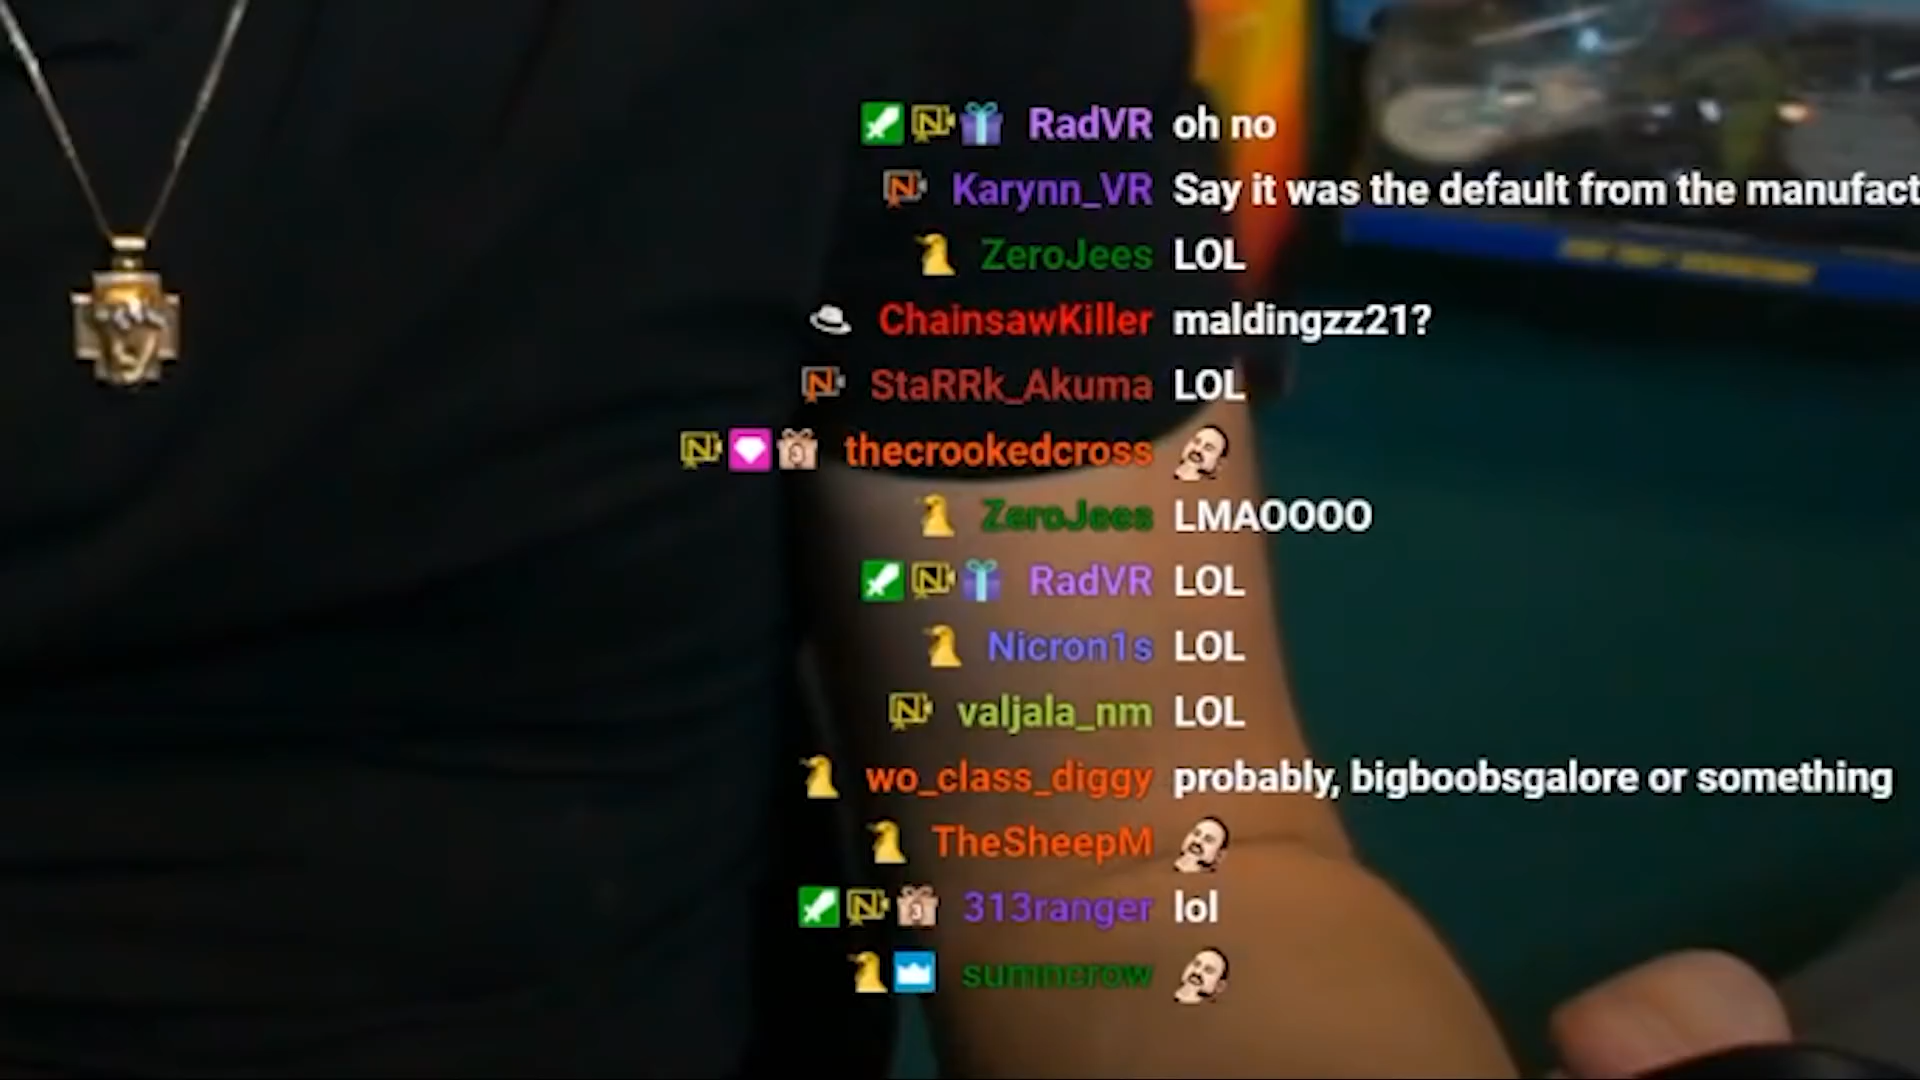 RadVR oh no
Karynn_VR Say it was the default from the manufact
ZeroJees LOL
ChainsawKiller maldingzz21?
StaRRk_Akuma LOL
thecrookedcross
ZeroJees LMAOOOO
RadVR LOL
Nicron1s LOL
valjala_nm LOL
wo_class_diggy probably, bigboobsgalore or something
TheSheepM
313ranger lol
sumncrow